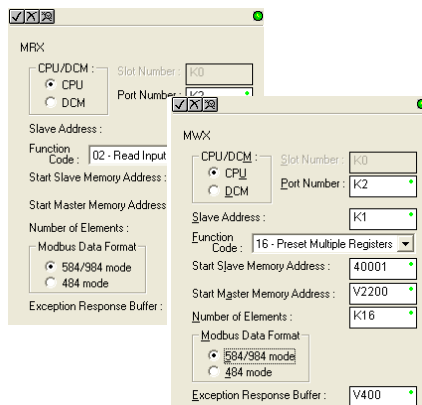 MRX
CPU/DCM :
CPU
DCM
Slot Number : K0
Port Number : K2
Slave Address :
Function Code : 02 - Read Input
Start Slave Memory Address :
Start Master Memory Address
Number of Elements :
Modbus Data Format
584/984 mode
484 mode
Exception Response Buffer :
MWX
CPU/DCM :
CPU
DCM
Slot Number : K0
Port Number : K2
Slave Address : K1
Function Code : 16 - Preset Multiple Registers
Start Slave Memory Address : 40001
Start Master Memory Address : V2200
Number of Elements : K16
Modbus Data Format
584/984 mode
484 mode
Exception Response Buffer : V400